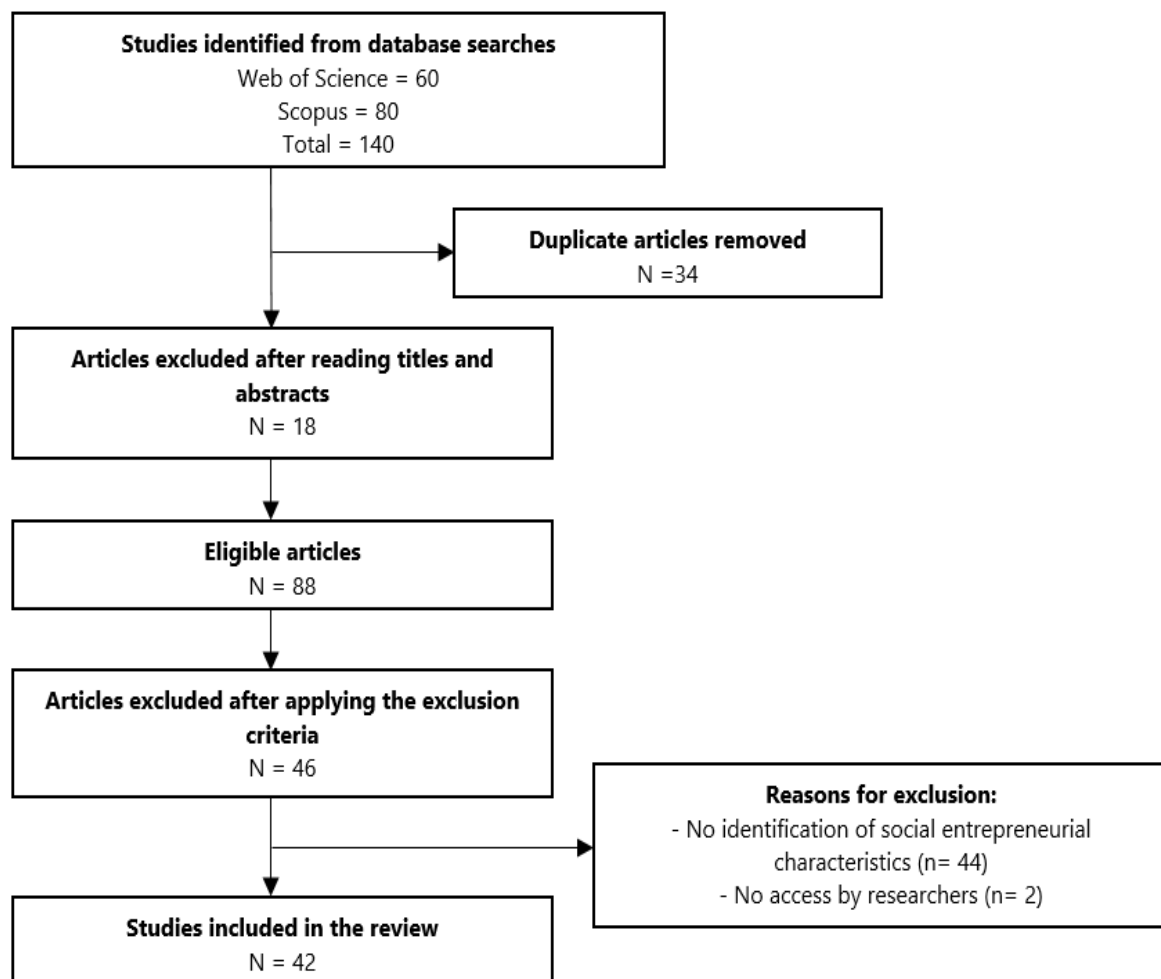 Studies identified from database searches
Web of Science = 60
Scopus = 80
Total = 140
Duplicate articles removed
N =34
Articles excluded after reading titles and
abstracts
N = 18
Eligible articles
N = 88
Articles excluded after applying the exclusion
criteria
N = 46
Reasons for exclusion:
- No identification of social entrepreneurial
characteristics (n= 44)
- No access by researchers (n= 2)
Studies included in the review
N = 42